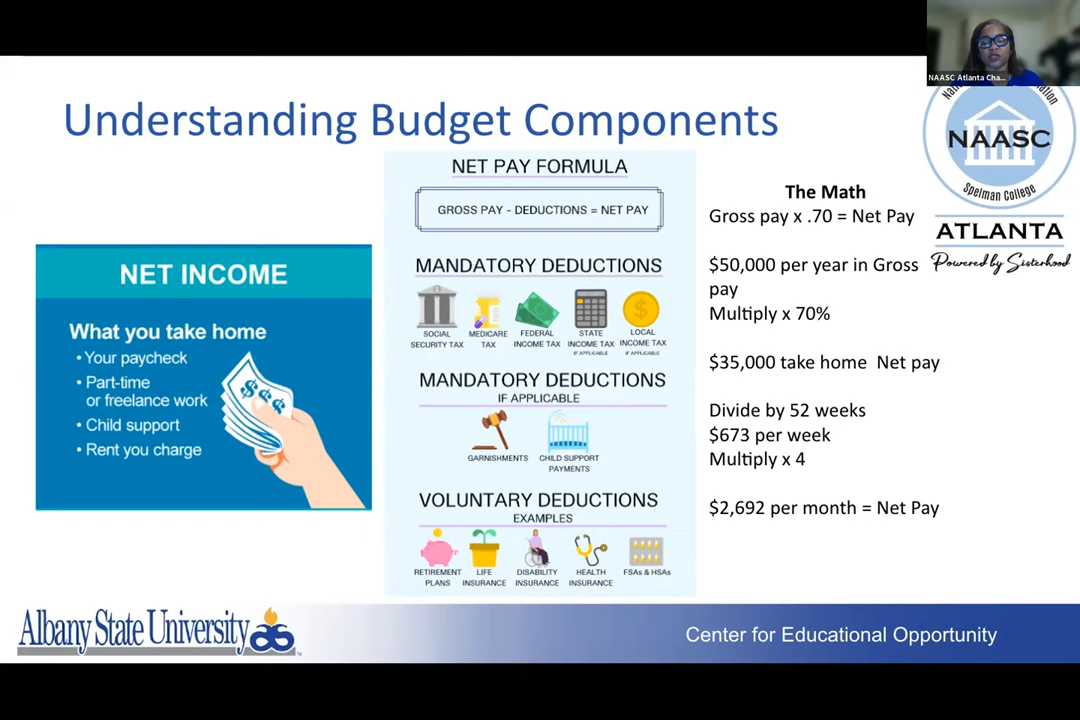 NAASC Atlanta Cha...
Understanding Budget Components
NAASC
Spelman College
ATLANTA
Powered by Sisterhood
NET INCOME
What you take home
• Your paycheck
• Part-time
or freelance work
• Child support
• Rent you charge
NET PAY FORMULA
GROSS PAY - DEDUCTIONS = NET PAY
MANDATORY DEDUCTIONS
SOCIAL
SECURITY TAX
MEDICARE
TAX
FEDERAL
INCOME TAX
STATE
INCOME TAX
IF APPLICABLE
LOCAL
INCOME TAX
IF APPLICABLE
MANDATORY DEDUCTIONS
IF APPLICABLE
GARNISHMENTS
CHILD SUPPORT
PAYMENTS
VOLUNTARY DEDUCTIONS
EXAMPLES
RETIREMENT
PLANS
LIFE
INSURANCE
DISABILITY
INSURANCE
HEALTH
INSURANCE
FSAs & HSAs
The Math
Gross pay x .70 = Net Pay
$50,000 per year in Gross
pay
Multiply x 70%
$35,000 take home  Net pay
Divide by 52 weeks
$673 per week
Multiply x 4
$2,692 per month = Net Pay
Albany State University
Center for Educational Opportunity